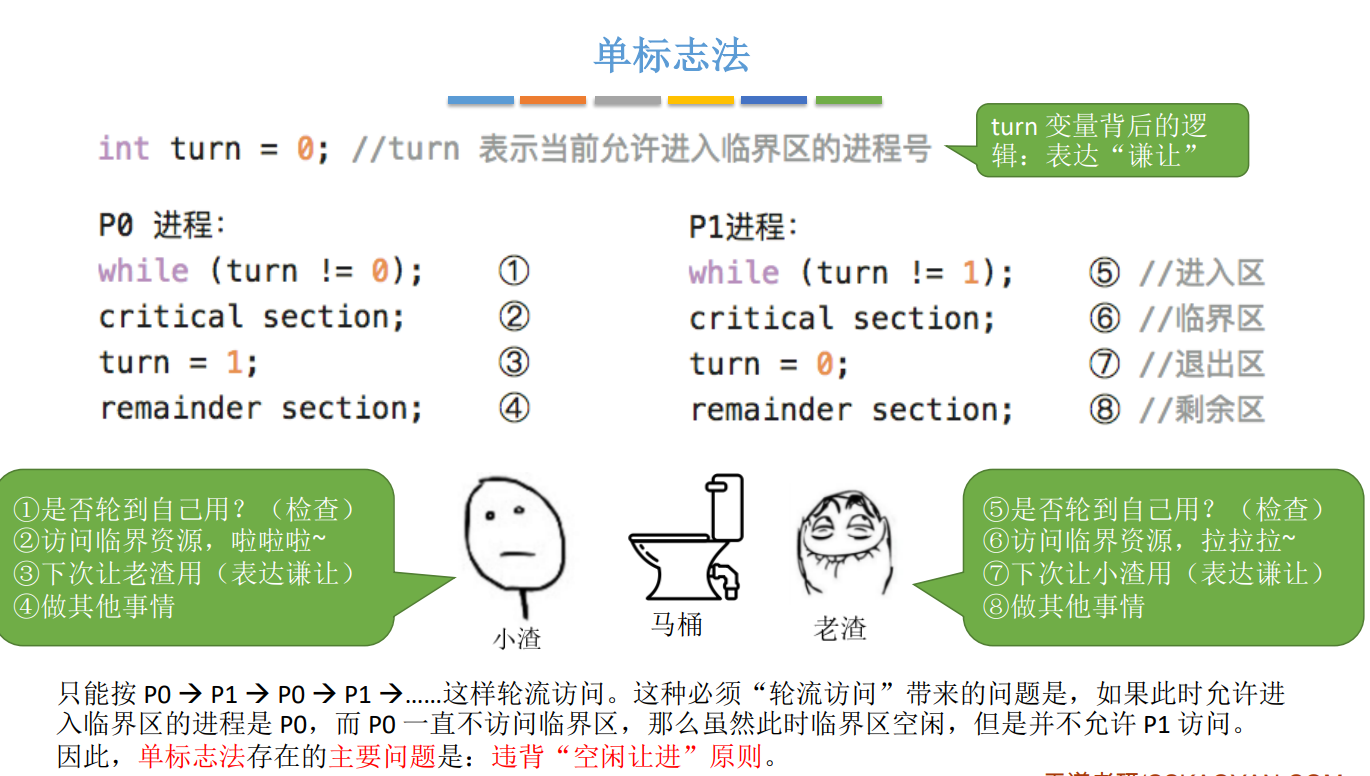 单标志法
int turn = 0; //turn 表示当前允许进入临界区的进程号
turn 变量背后的逻
辑：表达“谦让”
P0 进程：
while (turn != 0); ①
critical section; ②
turn = 1; ③
remainder section; ④
P1进程：
while (turn != 1); ⑤ //进入区
critical section; ⑥ //临界区
turn = 0; ⑦ //退出区
remainder section; ⑧ //剩余区
①是否轮到自己用？（检查）
②访问临界资源，啦啦啦~
③下次让老渣用（表达谦让）
④做其他事情
小渣
马桶
老渣
⑤是否轮到自己用？（检查）
⑥访问临界资源，拉拉拉~
⑦下次让小渣用（表达谦让）
⑧做其他事情
只能按 P0 → P1 → P0 → P1 →……这样轮流访问。这种必须“轮流访问”带来的问题是，如果此时允许进
入临界区的进程是 P0，而 P0 一直不访问临界区，那么虽然此时临界区空闲，但是并不允许 P1 访问。
因此，单标志法存在的主要问题是：违背“空闲让进”原则。